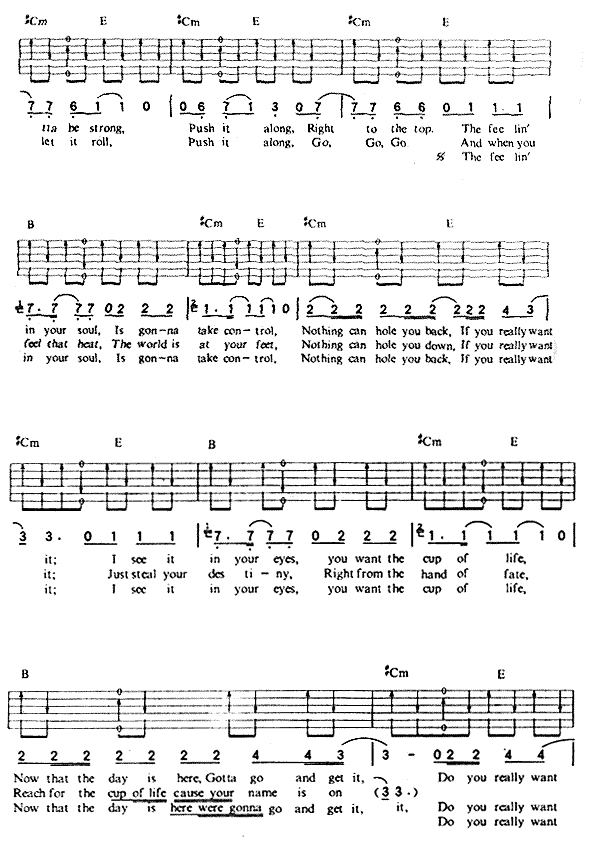 ♯Cm E ♯Cm E ♯Cm E
7 7 6 1 1 0 | 0 6 7 1 3 0 7 | 7 7 6 6 0 1 1. 1 |
tta be strong, Push it along, Right to the top. The fee lin'
let it roll, Push it along, Go, Go, Go. And when you
𝄋 The fee lin'
B ♯Cm E ♯Cm E
1 7. 7 7 7 0 2 2 2 | 2 1. 1 1 1 1 0 | 2 2 2 2 2 2 2 2 2 4 3
in your soul, Is gon-na take con-trol, Nothing can hole you back, If you really want
feel that heat, The world is at your feet, Nothing can hole you down, If you really want
in your soul, Is gon-na take con-trol, Nothing can hole you back, If you really want
♯Cm E B ♯Cm E
3 3. 0 1 1 1 | 1 7. 7 7 7 0 2 2 2 | 2 1. 1 1 1 1 0 |
it; I see it in your eyes, you want the cup of life,
it; Just steal your des ti-ny, Right from the hand of fate,
it; I see it in your eyes, you want the cup of life,
B ♯Cm E
2 2 2 2 2 2 4 4 3 | 3 - 0 2 2 4 4 |
Now that the day is here, Gotta go and get it, Do you really want
Reach for the cup of life cause your name is on (3 3.)
Now that the day is here were gonna go and get it, it, Do you really want
Do you really want